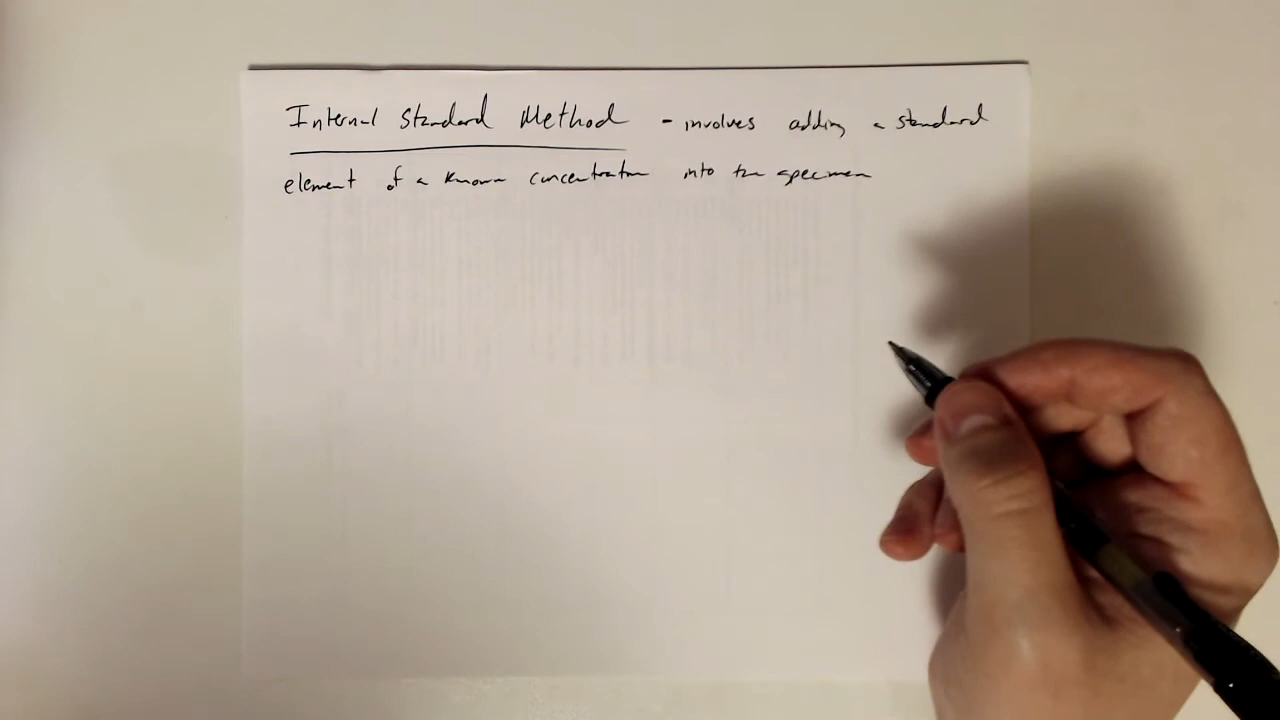 Internal Standard Method - involves adding a standard
element of a known concentration into the specimen